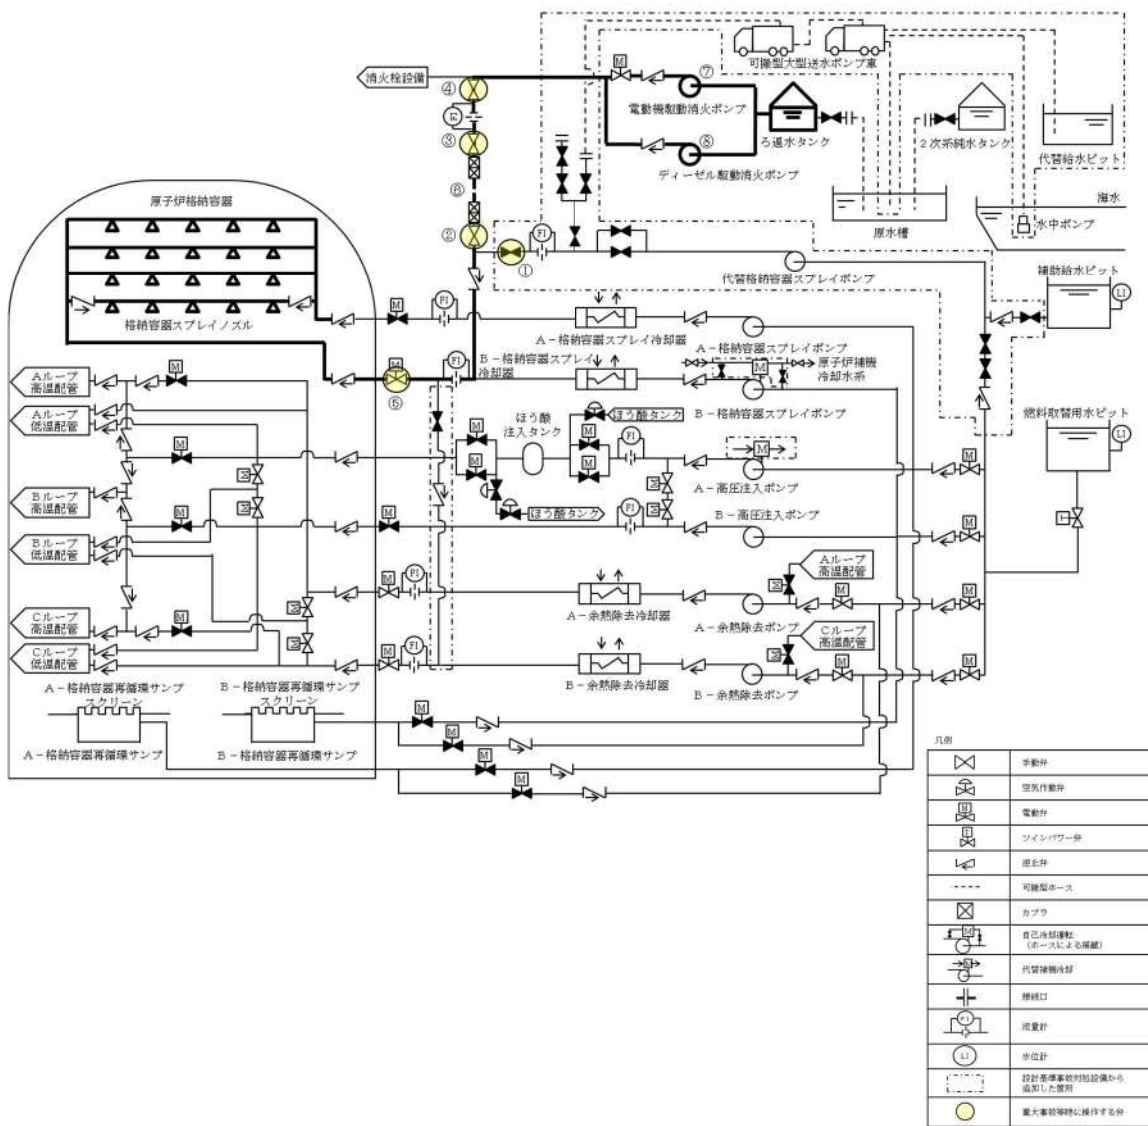 可搬型大型送水ポンプ車
消火栓設備
④
M
⑦
電動機駆動消火ポンプ
ろ過水タンク
2次系純水タンク
代替給水ピット
③
⑧
ディーゼル駆動消火ポンプ
⑥
海水
水中ポンプ
原水槽
②
FI
①
代替格納容器スプレイポンプ
補助給水ピット
LI
原子炉格納容器
格納容器スプレイノズル
M
FI
A-格納容器スプレイ冷却器
A-格納容器スプレイポンプ
B-格納容器スプレイ
冷却器
原子炉補機
冷却水系
M
FI
M
⑤
B-格納容器スプレイポンプ
燃料取替用水ピット
LI
Aループ
高温配管
M
Aループ
低温配管
ほう酸
注入タンク
ほう酸タンク
M
M
M
FI
M
M
M
A-高圧注入ポンプ
M
M
M
Bループ
高温配管
M
M
ほう酸タンク
M
M
FI
M
B-高圧注入ポンプ
Bループ
低温配管
Aループ
高温配管
M
FI
M
M
M
A-余熱除去冷却器
A-余熱除去ポンプ
Cループ
高温配管
M
M
Cループ
高温配管
Cループ
低温配管
M
M
FI
M
M
M
B-余熱除去冷却器
B-余熱除去ポンプ
A-格納容器再循環サンプ
スクリーン
B-格納容器再循環サンプ
スクリーン
M
M
A-格納容器再循環サンプ
B-格納容器再循環サンプ
M
M
凡例
手動弁
空気作動弁
M
電動弁
ツインパワー弁
逆止弁
可搬型ホース
カプラ
M
自己冷却運転
(ホースによる隔離)
M
代替補機冷却
接続口
FI
流量計
LI
水位計
設計基準事故対処設備から
追加した箇所
重大事故等時に操作する弁